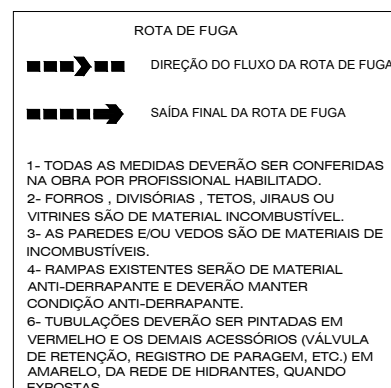 ROTA DE FUGA
DIREÇÃO DO FLUXO DA ROTA DE FUGA
SAÍDA FINAL DA ROTA DE FUGA
1- TODAS AS MEDIDAS DEVERÃO SER CONFERIDAS
NA OBRA POR PROFISSIONAL HABILITADO.
2- FORROS , DIVISÓRIAS , TETOS, JIRAUS OU
VITRINES SÃO DE MATERIAL INCOMBUSTÍVEL.
3- AS PAREDES E/OU VEDOS SÃO DE MATERIAIS DE
INCOMBUSTÍVEIS.
4- RAMPAS EXISTENTES SERÃO DE MATERIAL
ANTI-DERRAPANTE E DEVERÃO MANTER
CONDIÇÃO ANTI-DERRAPANTE.
6- TUBULAÇÕES DEVERÃO SER PINTADAS EM
VERMELHO E OS DEMAIS ACESSÓRIOS (VÁLVULA
DE RETENÇÃO, REGISTRO DE PARAGEM, ETC.) EM
AMARELO, DA REDE DE HIDRANTES, QUANDO
EXPOSTAS